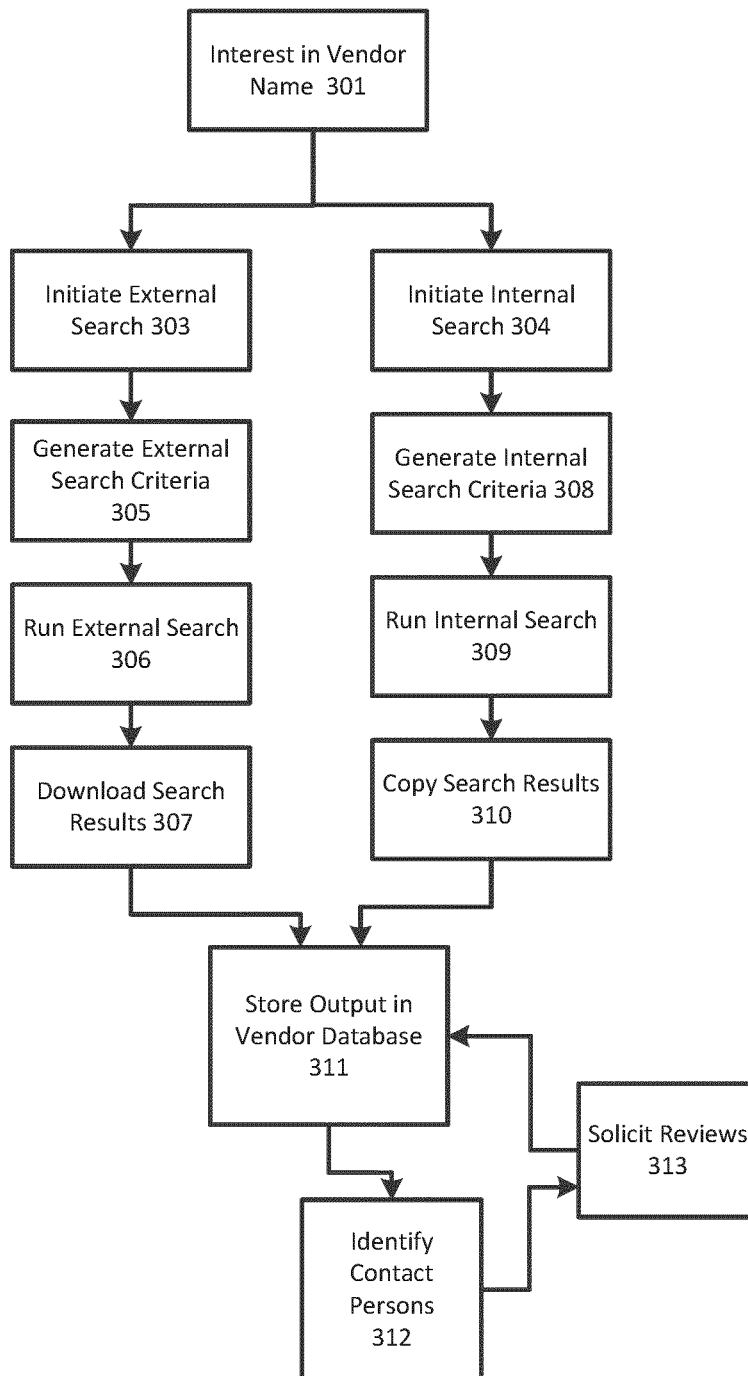 Interest in Vendor
Name 301
Initiate External
Search 303
Initiate Internal
Search 304
Generate External
Search Criteria
305
Generate Internal
Search Criteria 308
Run External Search
306
Run Internal Search
309
Download Search
Results 307
Copy Search Results
310
Store Output in
Vendor Database
311
Solicit Reviews
313
Identify
Contact
Persons
312